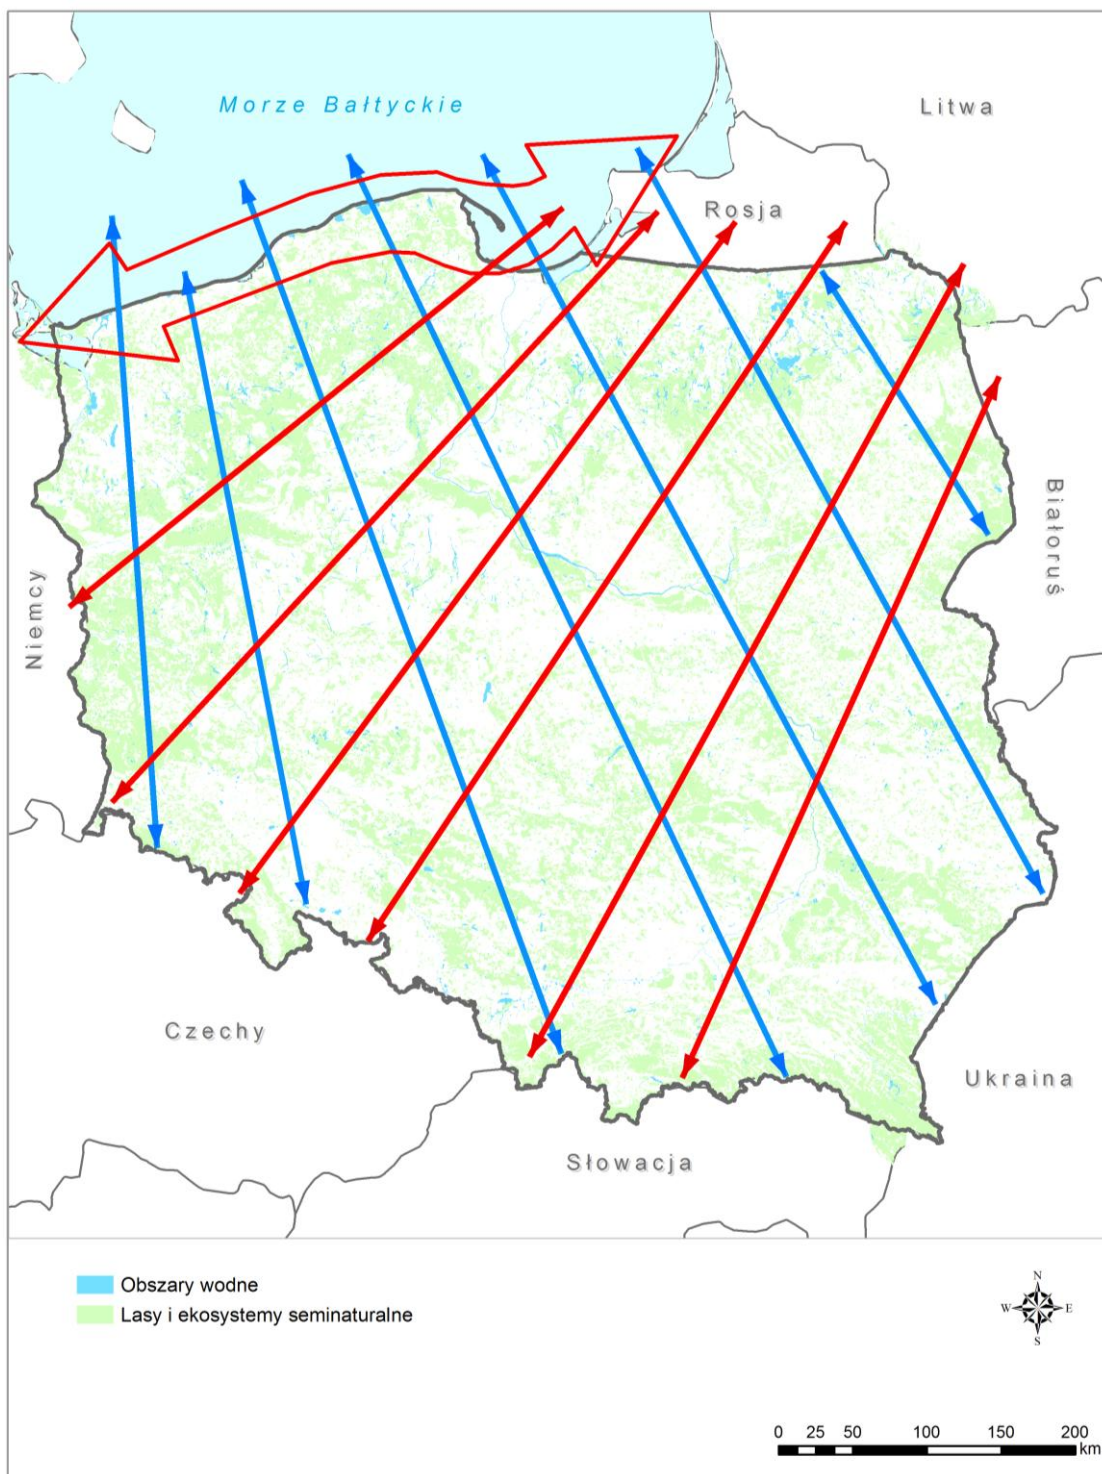 Morze Bałtyckie
Litwa
Rosja
Białoruś
Niemcy
Czechy
Ukraina
Słowacja
Obszary wodne
Lasy i ekosystemy seminaturalne
N
W E
S
0 25 50 100 150 200
km